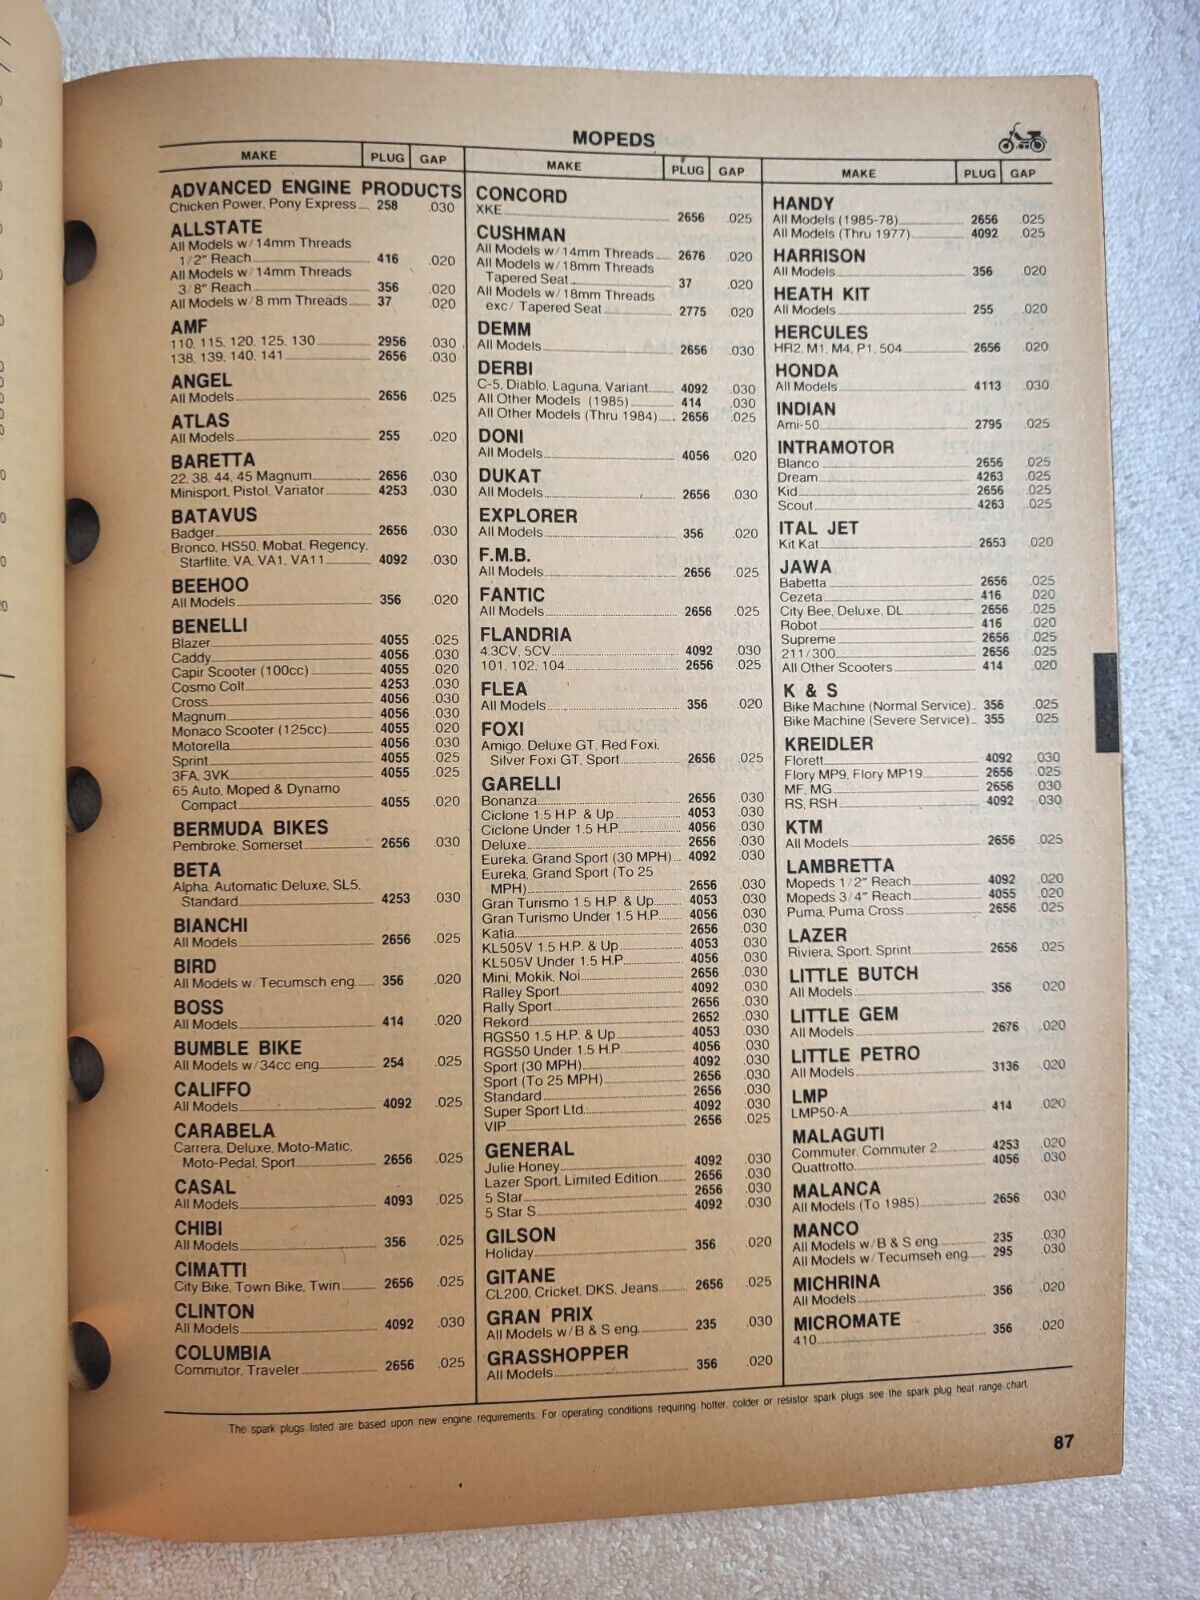 MOPEDS
MAKE PLUG GAP
ADVANCED ENGINE PRODUCTS
Chicken Power, Pony Express 258 .030
ALLSTATE
All Models w/14mm Threads
1/2" Reach 416 .020
All Models w/14mm Threads
3/8" Reach 356 .020
All Models w/8 mm Threads 37 .020
AMF
110, 115, 120, 125, 130 2956 .030
138, 139, 140, 141 2656 .030
ANGEL
All Models 2656 .025
ATLAS
All Models 255 .020
BARETTA
22, 38, 44, 45 Magnum 2656 .030
Minisport, Pistol, Variator 4253 .030
BATAVUS
Badger 2656 .030
Bronco, HS50, Mobat, Regency,
Starflite, VA, VA1, VA11 4092 .030
BEEHOO
All Models 356 .020
BENELLI
Blazer 4055 .025
Caddy 4056 .030
Capir Scooter (100cc) 4055 .020
Cosmo Colt 4253 .030
Cross 4056 .030
Magnum 4056 .030
Monaco Scooter (125cc) 4055 .020
Motorella 4056 .030
Sprint 4055 .025
3FA, 3VK 4055 .025
65 Auto, Moped & Dynamo
Compact 4055 .020
BERMUDA BIKES
Pembroke, Somerset 2656 .030
BETA
Alpha, Automatic Deluxe, SL5,
Standard 4253 .030
BIANCHI
All Models 2656 .025
BIRD
All Models w/Tecumsch eng. 356 .020
BOSS
All Models 414 .020
BUMBLE BIKE
All Models w/34cc eng. 254 .025
CALIFFO
All Models 4092 .025
CARABELA
Carrera, Deluxe, Moto-Matic,
Moto-Pedal, Sport 2656 .025
CASAL
All Models 4093 .025
CHIBI
All Models 356 .025
CIMATTI
City Bike, Town Bike, Twin 2656 .025
CLINTON
All Models 4092 .030
COLUMBIA
Commutor, Traveler 2656 .025
MAKE PLUG GAP
CONCORD
XKE 2656 .025
CUSHMAN
All Models w/14mm Threads 2676 .020
All Models w/18mm Threads
Tapered Seat 37 .020
All Models w/18mm Threads
exc/ Tapered Seat 2775 .020
DEMM
All Models 2656 .030
DERBI
C-5, Diablo, Laguna, Variant 4092 .030
All Other Models (1985) 414 .030
All Other Models (Thru 1984) 2656 .025
DONI
All Models 4056 .020
DUKAT
All Models 2656 .030
EXPLORER
All Models 356 .020
F.M.B.
All Models 2656 .025
FANTIC
All Models 2656 .025
FLANDRIA
4.3CV, 5CV 4092 .030
101, 102, 104 2656 .025
FLEA
All Models 356 .020
FOXI
Amigo, Deluxe GT, Red Foxi,
Silver Foxi GT, Sport 2656 .025
GARELLI
Bonanza 2656 .030
Ciclone 1.5 H.P. & Up 4053 .030
Ciclone Under 1.5 H.P. 4056 .030
Deluxe 2656 .030
Eureka, Grand Sport (30 MPH) 4092 .030
Eureka, Grand Sport (To 25
MPH) 2656 .030
Gran Turismo 1.5 H.P. & Up 4053 .030
Gran Turismo Under 1.5 H.P. 4056 .030
Katia 2656 .030
KL505V 1.5 H.P. & Up 4053 .030
KL505V Under 1.5 H.P. 4056 .030
Mini, Mokik, Noi 2656 .030
Ralley Sport 4092 .030
Rally Sport 2656 .030
Rekord 2652 .030
RGS50 1.5 H.P. & Up 4053 .030
RGS50 Under 1.5 H.P. 4056 .030
Sport (30 MPH) 4092 .030
Sport (To 25 MPH) 2656 .030
Standard 2656 .030
Super Sport Ltd. 4092 .030
VIP 2656 .025
GENERAL
Julie Honey 4092 .030
Lazer Sport, Limited Edition 2656 .030
5 Star 2656 .030
5 Star S 4092 .030
GILSON
Holiday 356 .020
GITANE
CL200, Cricket, DKS, Jeans 2656 .025
GRAN PRIX
All Models w/B & S eng. 235 .030
GRASSHOPPER
All Models 356 .020
MAKE PLUG GAP
HANDY
All Models (1985-78) 2656 .025
All Models (Thru 1977) 4092 .025
HARRISON
All Models 356 .020
HEATH KIT
All Models 255 .020
HERCULES
HR2, M1, M4, P1, 504 2656 .020
HONDA
All Models 4113 .030
INDIAN
Ami-50 2795 .025
INTRAMOTOR
Blanco 2656 .025
Dream 4263 .025
Kid 2656 .025
Scout 4263 .025
ITAL JET
Kit Kat 2653 .020
JAWA
Babetta 2656 .025
Cezeta 416 .020
City Bee, Deluxe, DL 2656 .025
Robot 416 .020
Supreme 2656 .025
211/300 2656 .025
All Other Scooters 414 .020
K & S
Bike Machine (Normal Service) 356 .025
Bike Machine (Severe Service) 355 .025
KREIDLER
Florett 4092 .030
Flory MP9, Flory MP19 2656 .025
MF, MG 2656 .030
RS, RSH 4092 .030
KTM
All Models 2656 .025
LAMBRETTA
Mopeds 1/2" Reach 4092 .020
Mopeds 3/4" Reach 4055 .020
Puma, Puma Cross 2656 .025
LAZER
Riviera, Sport, Sprint 2656 .025
LITTLE BUTCH
All Models 356 .020
LITTLE GEM
All Models 2676 .020
LITTLE PETRO
All Models 3136 .020
LMP
LMP50-A 414 .020
MALAGUTI
Commuter, Commuter 2 4253 .020
Quattrotto 4056 .030
MALANCA
All Models (To 1985) 2656 .030
MANCO
All Models w/B & S eng. 235 .030
All Models w/Tecumseh eng. 295 .030
MICHRINA
All Models 356 .020
MICROMATE
410 356 .020
The spark plugs listed are based upon new engine requirements. For operating conditions requiring hotter, colder or resistor spark plugs see the spark plug heat range chart.
87